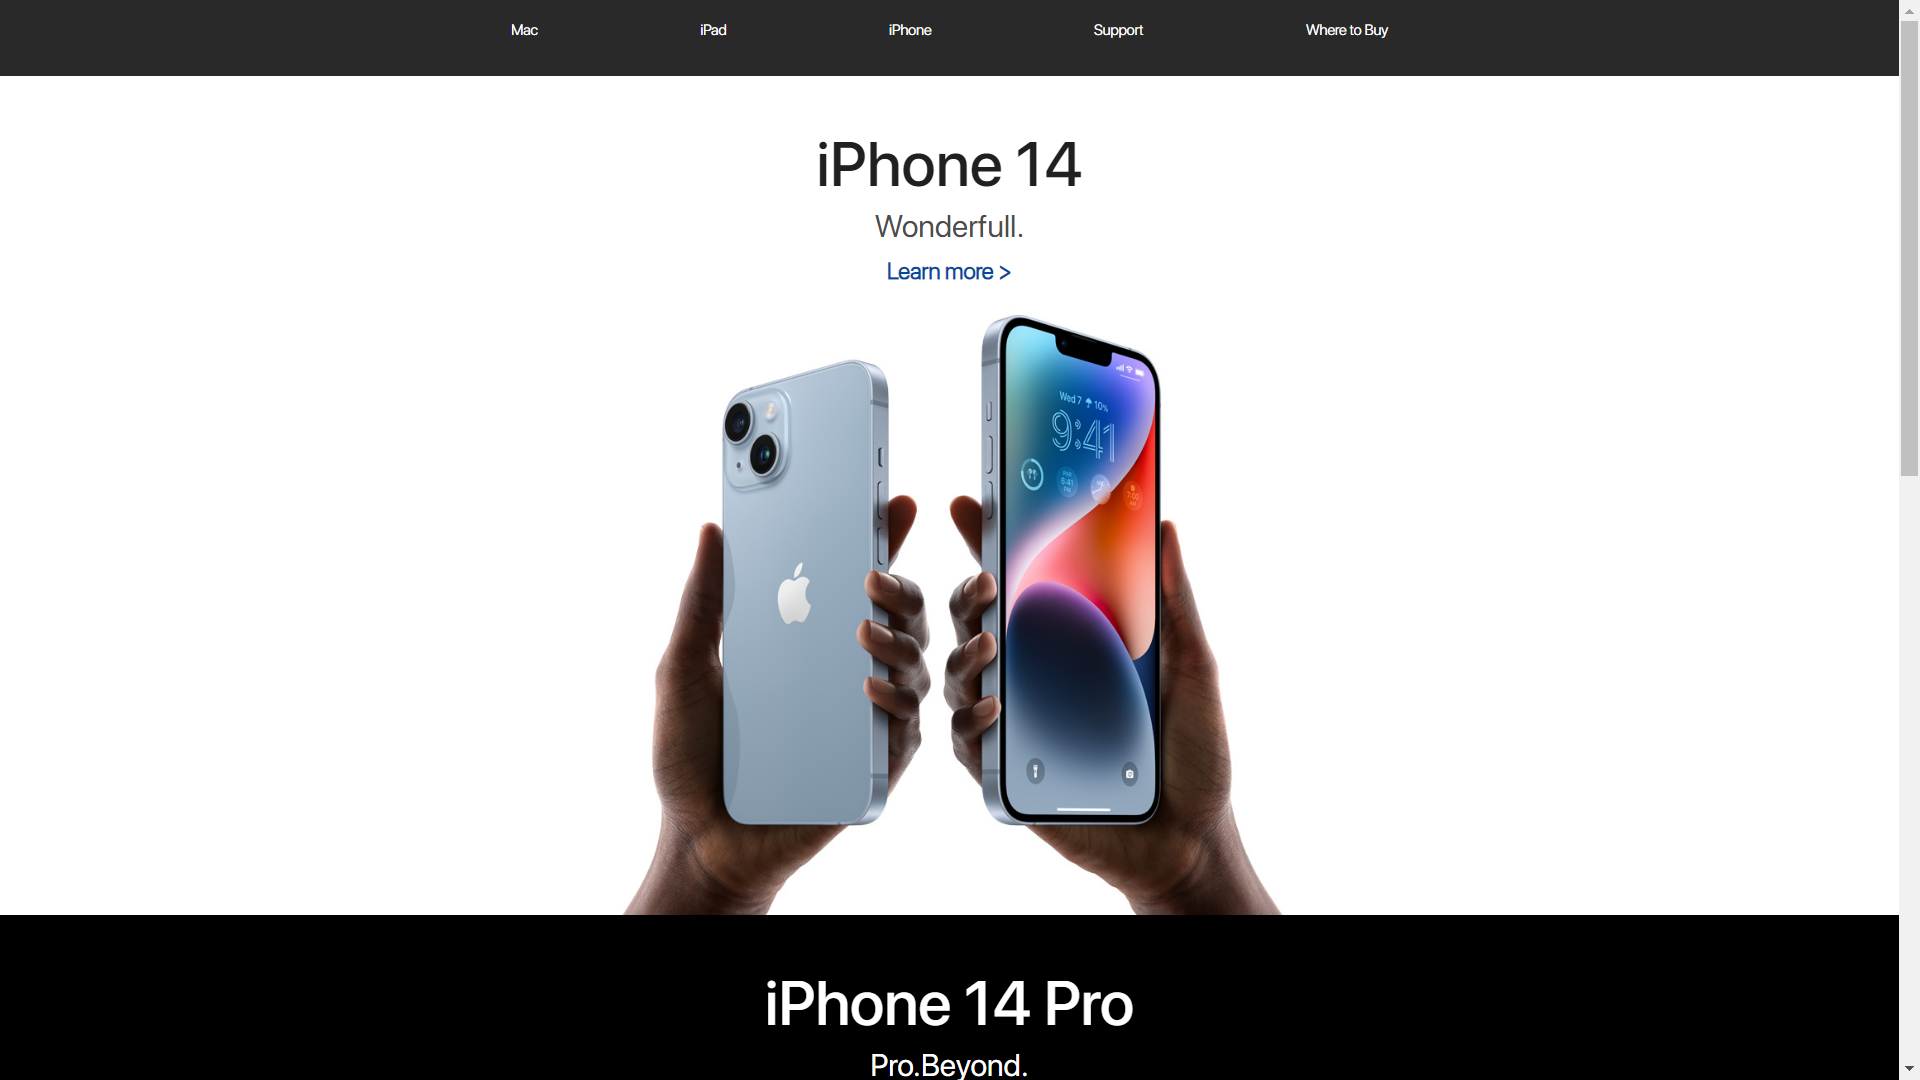 Mac iPad iPhone Support Where to Buy
iPhone 14
Wonderfull.
Learn more >
Wed 7 10%
9:41
iPhone 14 Pro
Pro.Beyond.